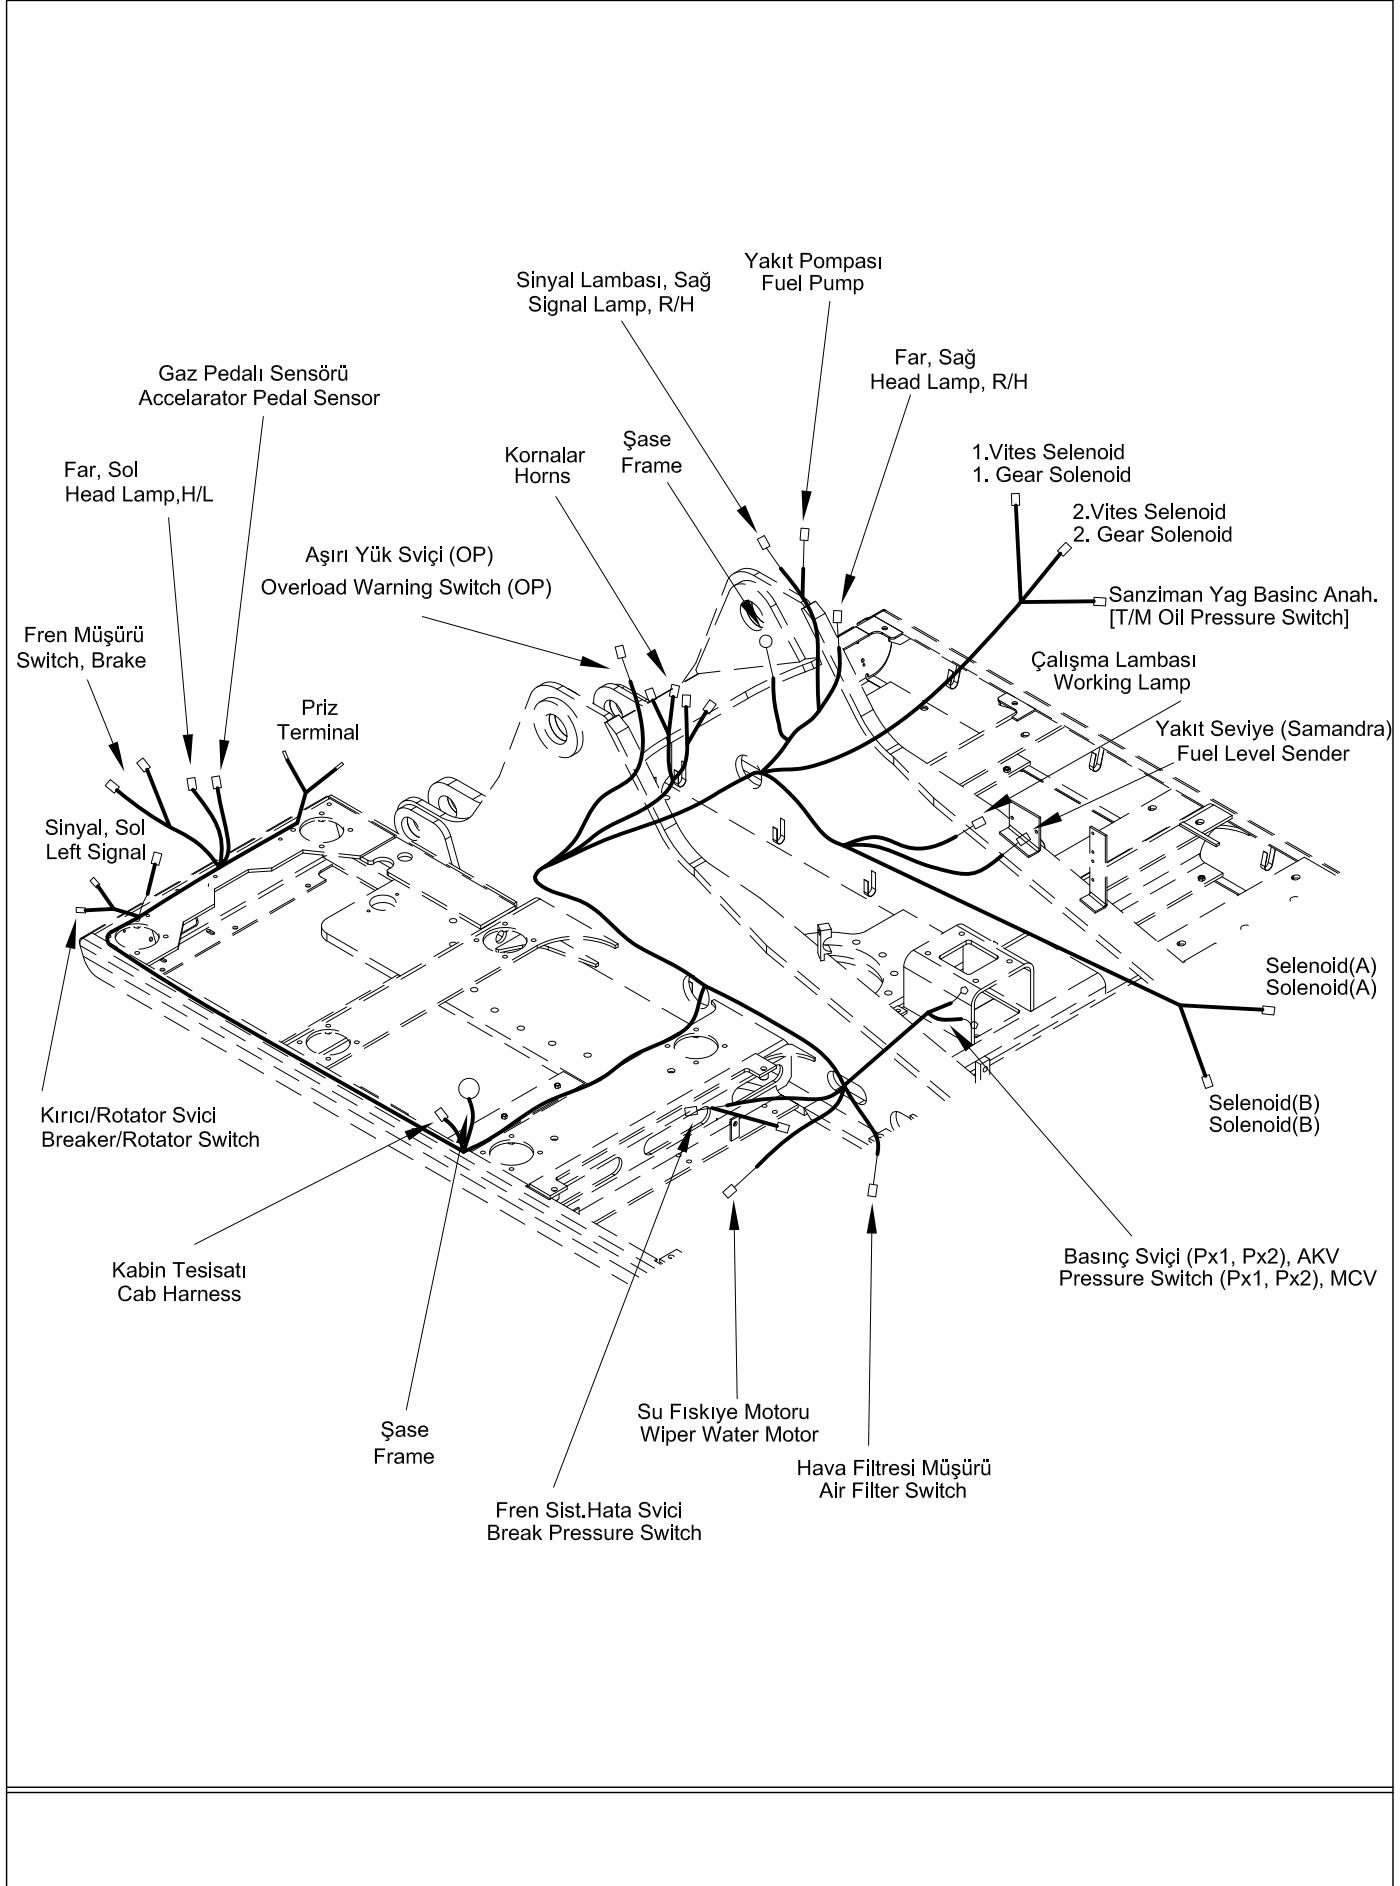 Yakıt Pompası
Fuel Pump
Sinyal Lambası, Sağ
Signal Lamp, R/H
Far, Sağ
Head Lamp, R/H
Gaz Pedalı Sensörü
Accelarator Pedal Sensor
Şase
Frame
Kornalar
Horns
1.Vites Selenoid
1. Gear Solenoid
Far, Sol
Head Lamp,H/L
2.Vites Selenoid
2. Gear Solenoid
Aşırı Yük Sviçi (OP)
Overload Warning Switch (OP)
Sanziman Yag Basinc Anah.
[T/M Oil Pressure Switch]
Fren Müşürü
Switch, Brake
Çalışma Lambası
Working Lamp
Priz
Terminal
Yakıt Seviye (Samandra)
Fuel Level Sender
Sinyal, Sol
Left Signal
Selenoid(A)
Solenoid(A)
Kırıcı/Rotator Svici
Breaker/Rotator Switch
Selenoid(B)
Solenoid(B)
Basınç Sviçi (Px1, Px2), AKV
Pressure Switch (Px1, Px2), MCV
Kabin Tesisatı
Cab Harness
Su Fıskıye Motoru
Wiper Water Motor
Şase
Frame
Hava Filtresi Müşürü
Air Filter Switch
Fren Sist.Hata Svici
Break Pressure Switch